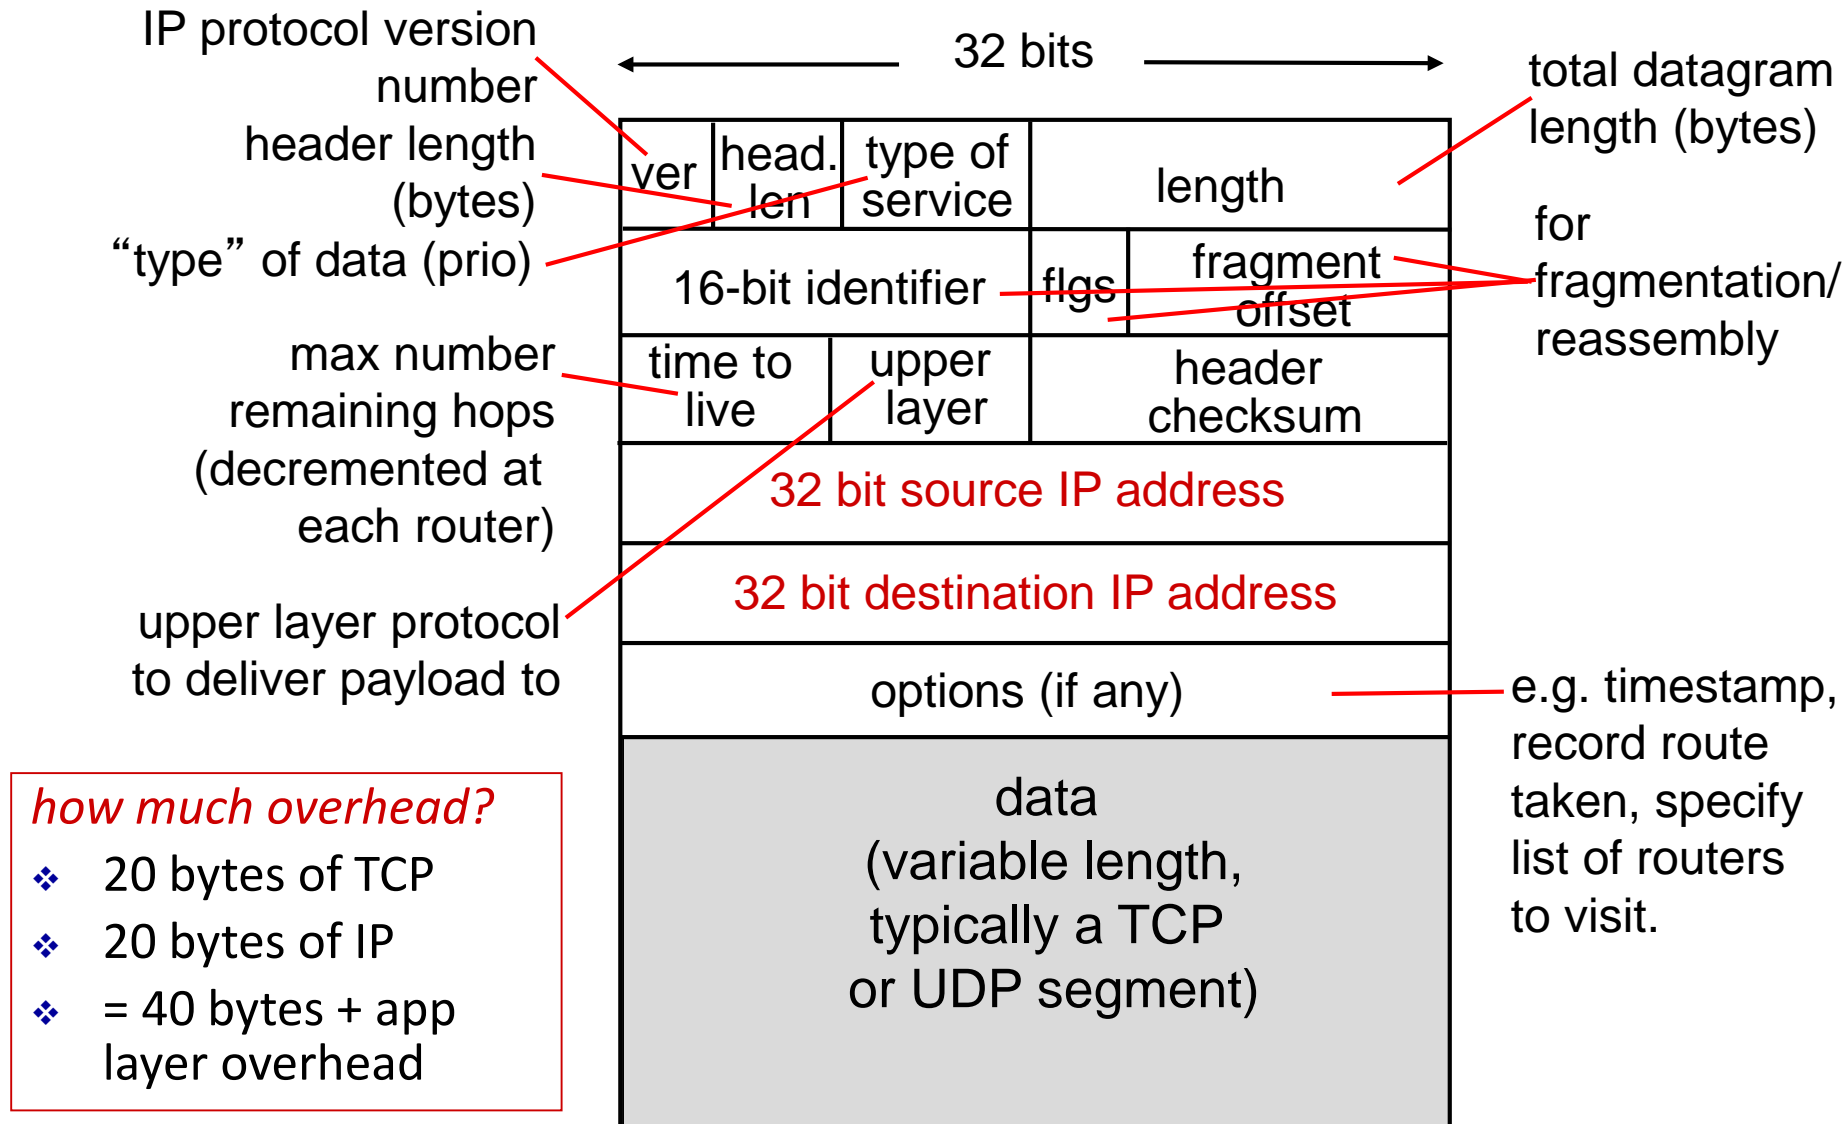 IP protocol version
number
header length
(bytes)
“type” of data (prio)
max number
remaining hops
(decremented at
each router)
upper layer protocol
to deliver payload to
how much overhead?
❖ 20 bytes of TCP
❖ 20 bytes of IP
❖ = 40 bytes + app
layer overhead
32 bits
ver
head.
len
type of
service
length
16-bit identifier
flgs
fragment
offset
time to
live
upper
layer
header
checksum
32 bit source IP address
32 bit destination IP address
options (if any)
data
(variable length,
typically a TCP
or UDP segment)
total datagram
length (bytes)
for
fragmentation/
reassembly
e.g. timestamp,
record route
taken, specify
list of routers
to visit.